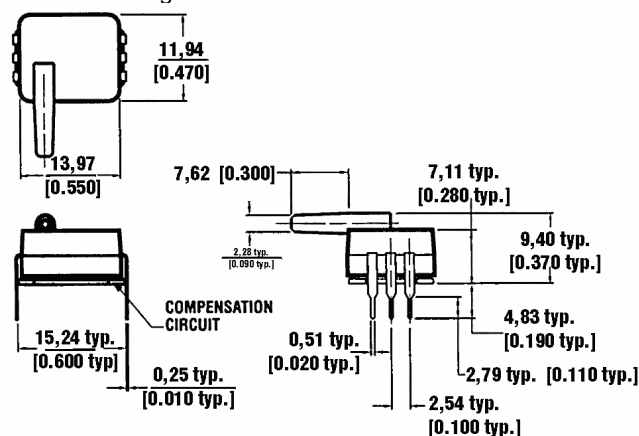 11,94
[0.470]
13,97
[0.550]
7,62 [0.300]
7,11 typ.
[0.280 typ.]
2,28 typ.
[0.090 typ.]
9,40 typ.
[0.370 typ.]
COMPENSATION
CIRCUIT
4,83 typ.
[0.190 typ.]
15,24 typ.
[0.600 typ]
0,51 typ.
[0.020 typ.]
2,79 typ. [0.110 typ.]
0,25 typ.
[0.010 typ.]
2,54 typ.
[0.100 typ.]